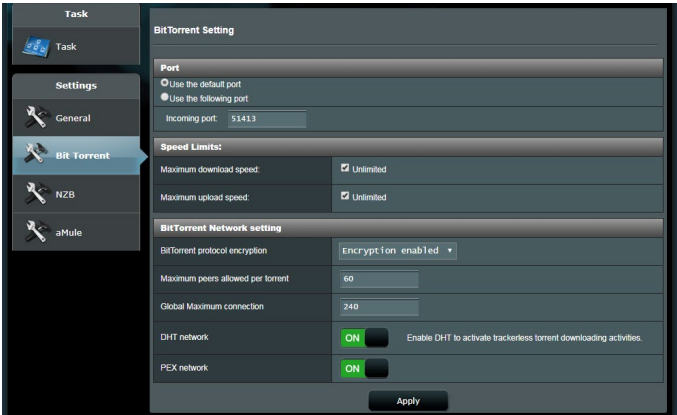 Task
Task
Settings
General
Bit Torrent
NZB
aMule
BitTorrent Setting
Port
Use the default port
Use the following port
Incoming port: 51413
Speed Limits:
Maximum download speed: Unlimited
Maximum upload speed: Unlimited
BitTorrent Network setting
BitTorrent protocol encryption Encryption enabled
Maximum peers allowed per torrent 60
Global Maximum connection 240
DHT network ON Enable DHT to activate trackerless torrent downloading activities.
PEX network ON
Apply